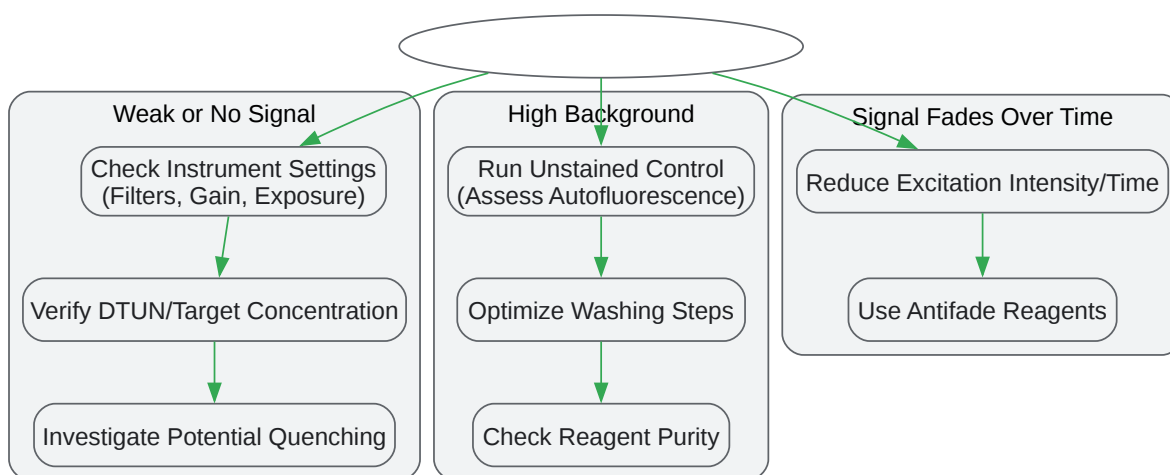 Weak or No Signal
Check Instrument Settings
(Filters, Gain, Exposure)
Verify DTUN/Target Concentration
Investigate Potential Quenching
High Background
Run Unstained Control
(Assess Autofluorescence)
Optimize Washing Steps
Check Reagent Purity
Signal Fades Over Time
Reduce Excitation Intensity/Time
Use Antifade Reagents